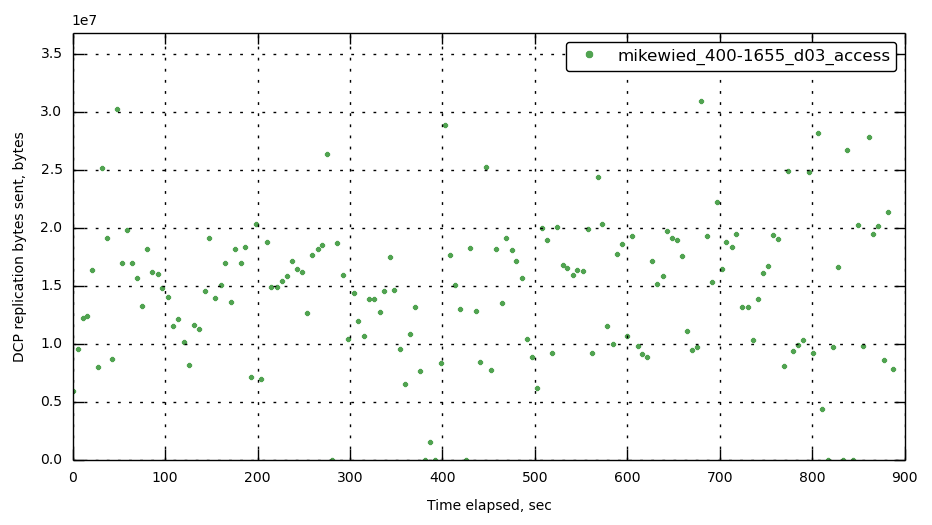 1e7
mikewied_400-1655_d03_access
3.5
3.0
2.5
2.0
1.5
1.0
0.5
0.0
DCP replication bytes sent, bytes
0 100 200 300 400 500 600 700 800 900
Time elapsed, sec